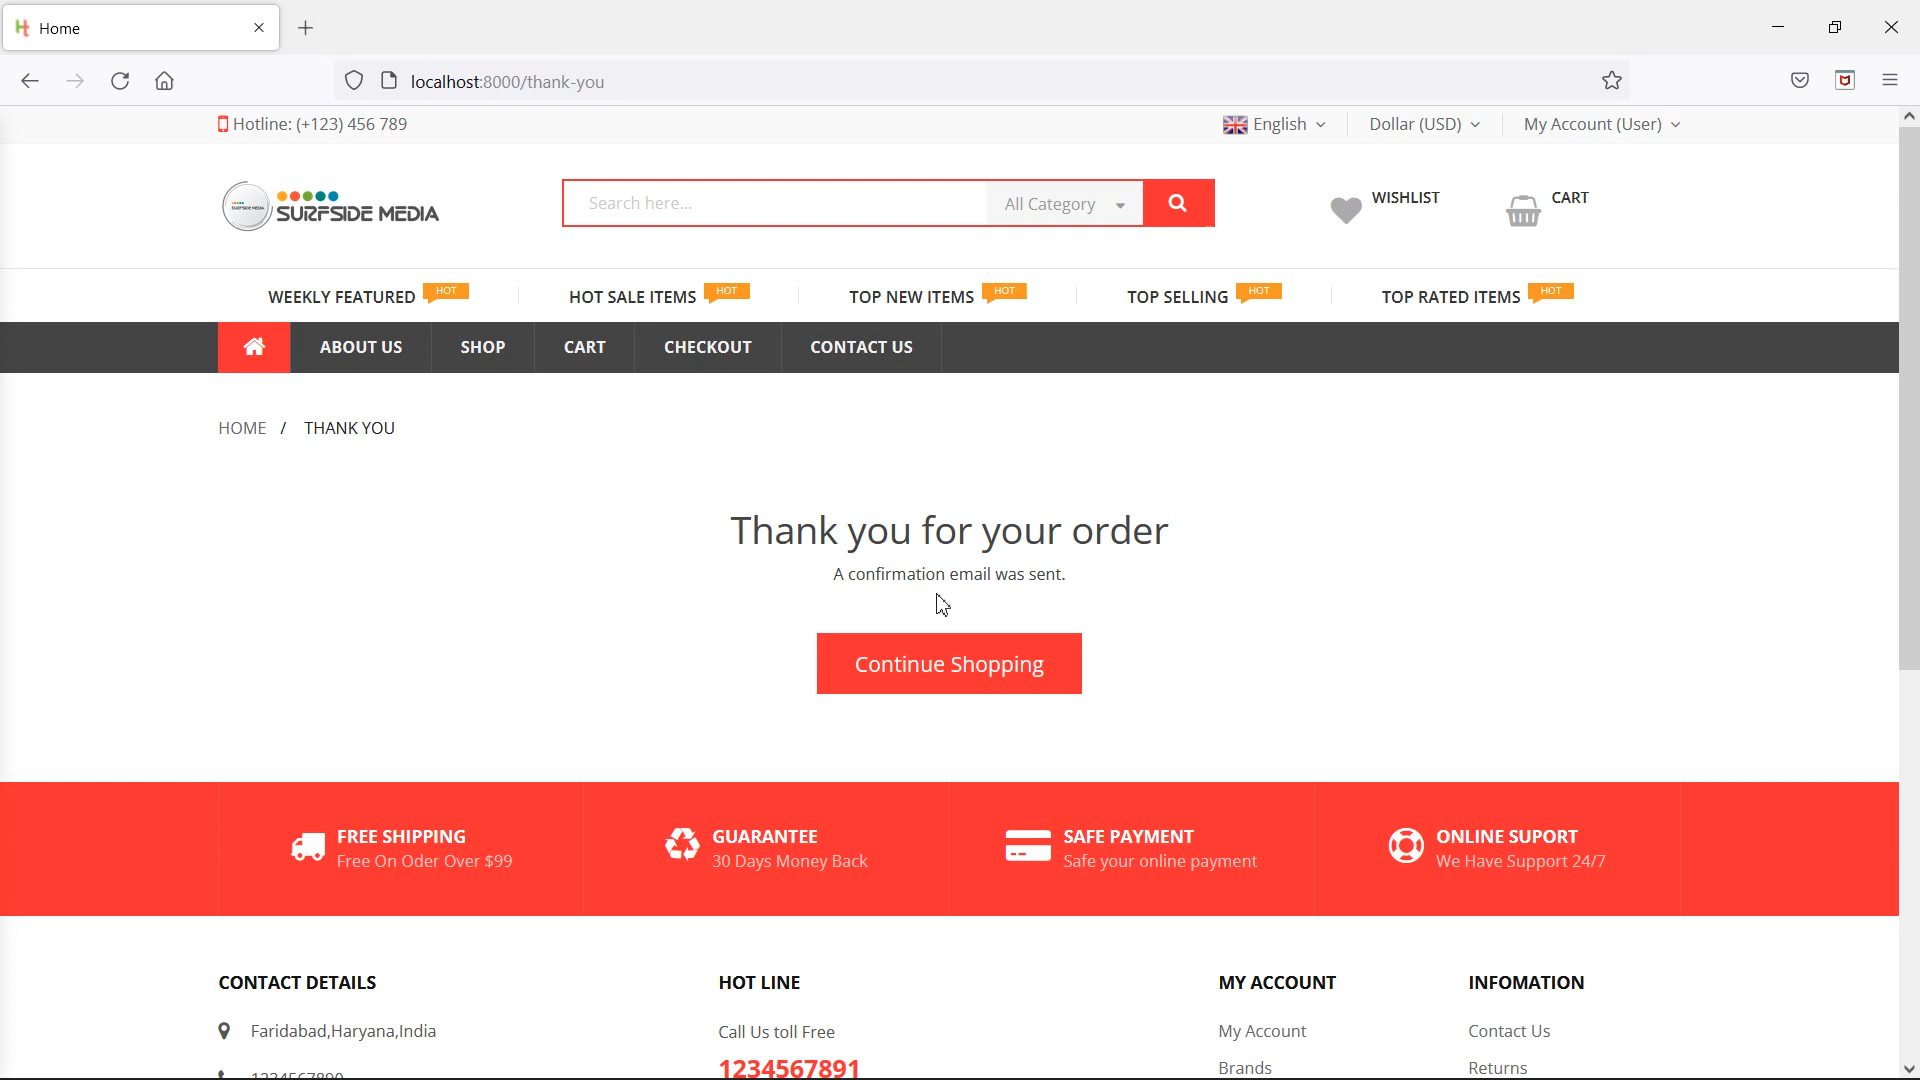 Home
localhost:8000/thank-you
Hotline: (+123) 456 789
English
Dollar (USD)
My Account (User)
SURFSIDE MEDIA
SURFSIDE MEDIA
Search here...
All Category
WISHLIST
CART
WEEKLY FEATURED HOT
HOT SALE ITEMS HOT
TOP NEW ITEMS HOT
TOP SELLING HOT
TOP RATED ITEMS HOT
ABOUT US
SHOP
CART
CHECKOUT
CONTACT US
HOME / THANK YOU
Thank you for your order
A confirmation email was sent.
Continue Shopping
FREE SHIPPING
Free On Oder Over $99
GUARANTEE
30 Days Money Back
SAFE PAYMENT
Safe your online payment
ONLINE SUPORT
We Have Support 24/7
CONTACT DETAILS
Faridabad,Haryana,India
HOT LINE
Call Us toll Free
1234567891
MY ACCOUNT
My Account
Brands
INFOMATION
Contact Us
Returns